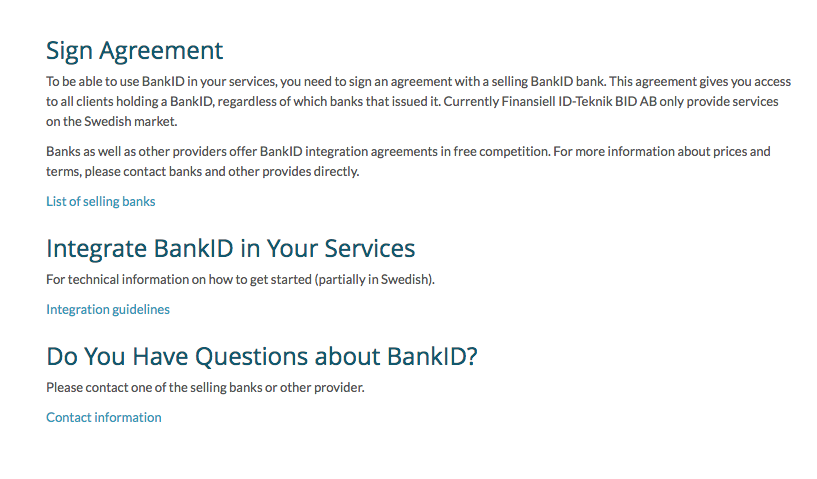 Sign Agreement
To be able to use BankID in your services, you need to sign an agreement with a selling BankID bank. This agreement gives you access
to all clients holding a BankID, regardless of which banks that issued it. Currently Finansiell ID-Teknik BID AB only provide services
on the Swedish market.
Banks as well as other providers offer BankID integration agreements in free competition. For more information about prices and
terms, please contact banks and other provides directly.
List of selling banks
Integrate BankID in Your Services
For technical information on how to get started (partially in Swedish).
Integration guidelines
Do You Have Questions about BankID?
Please contact one of the selling banks or other provider.
Contact information